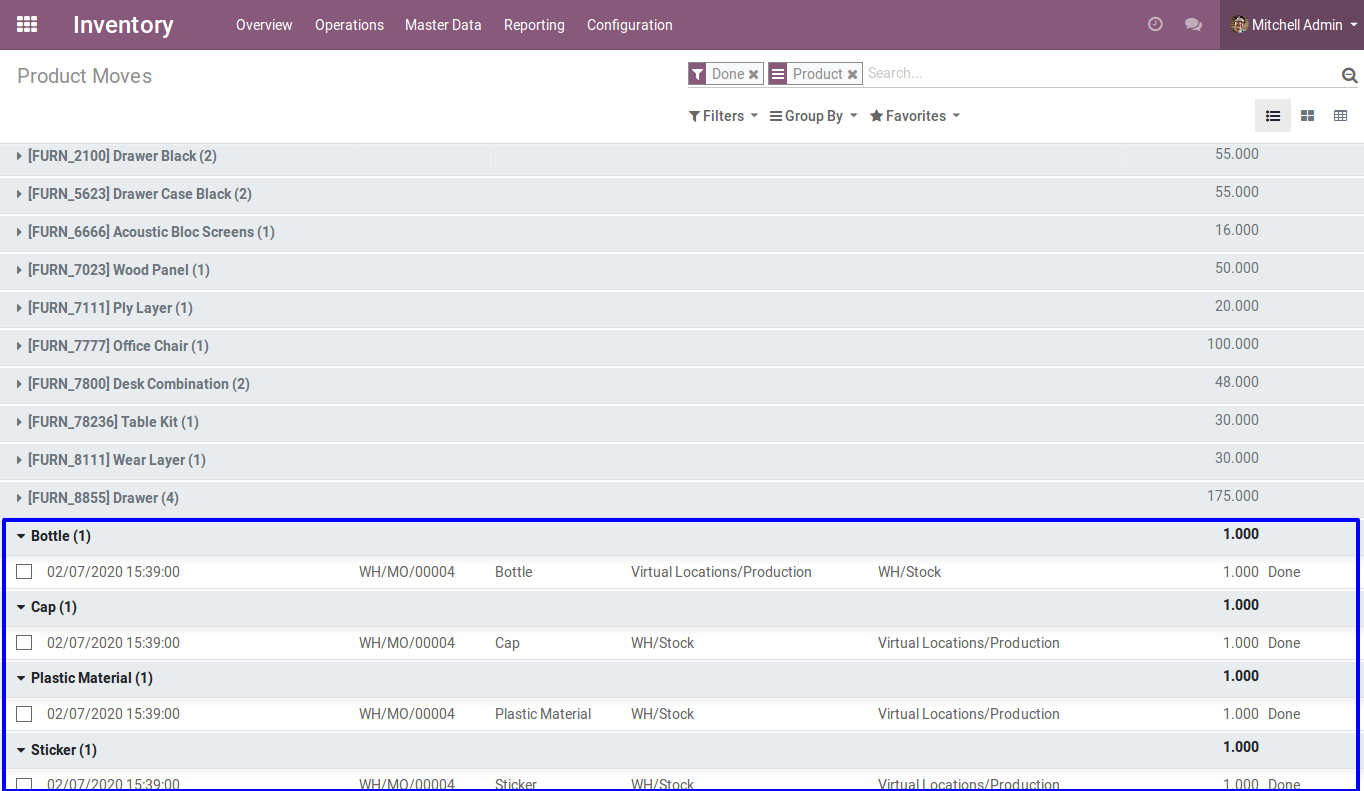 Inventory Overview Operations Master Data Reporting Configuration Mitchell Admin
Product Moves Done Product Search...
Filters Group By Favorites
[FURN_2100] Drawer Black (2) 55.000
[FURN_5623] Drawer Case Black (2) 55.000
[FURN_6666] Acoustic Bloc Screens (1) 16.000
[FURN_7023] Wood Panel (1) 50.000
[FURN_7111] Ply Layer (1) 20.000
[FURN_7777] Office Chair (1) 100.000
[FURN_7800] Desk Combination (2) 48.000
[FURN_78236] Table Kit (1) 30.000
[FURN_8111] Wear Layer (1) 30.000
[FURN_8855] Drawer (4) 175.000
Bottle (1) 1.000
02/07/2020 15:39:00 WH/MO/00004 Bottle Virtual Locations/Production WH/Stock 1.000 Done
Cap (1) 1.000
02/07/2020 15:39:00 WH/MO/00004 Cap WH/Stock Virtual Locations/Production 1.000 Done
Plastic Material (1) 1.000
02/07/2020 15:39:00 WH/MO/00004 Plastic Material WH/Stock Virtual Locations/Production 1.000 Done
Sticker (1) 1.000
02/07/2020 15:39:00 WH/MO/00004 Sticker WH/Stock Virtual Locations/Production 1.000 Done